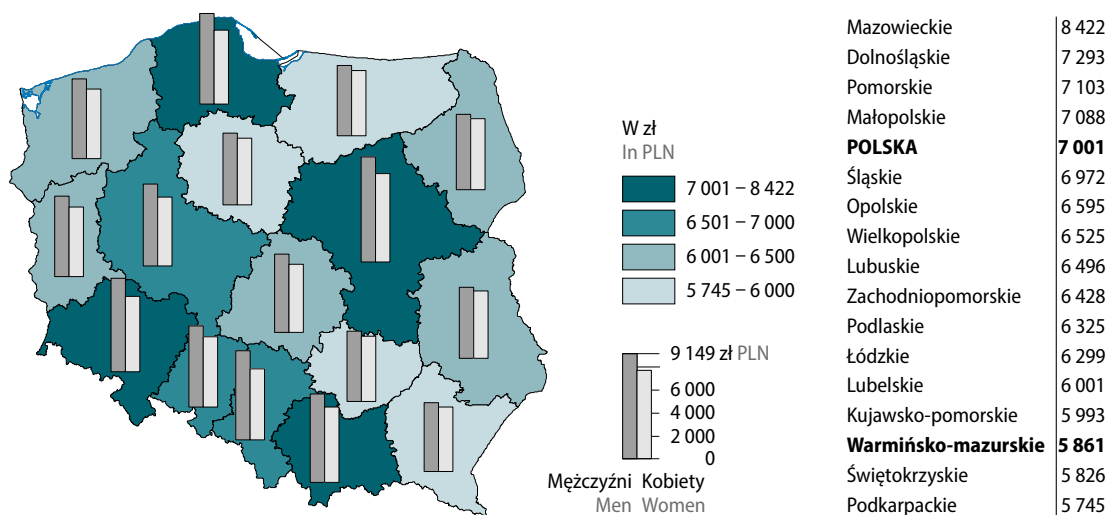 W zł
In PLN
7 001 – 8 422
6 501 – 7 000
6 001 – 6 500
5 745 – 6 000
9 149 zł PLN
6 000
4 000
2 000
0
Mężczyźni Kobiety
Men Women
Mazowieckie 8 422
Dolnośląskie 7 293
Pomorskie 7 103
Małopolskie 7 088
POLSKA 7 001
Śląskie 6 972
Opolskie 6 595
Wielkopolskie 6 525
Lubuskie 6 496
Zachodniopomorskie 6 428
Podlaskie 6 325
Łódzkie 6 299
Lubelskie 6 001
Kujawsko-pomorskie 5 993
Warmińsko-mazurskie 5 861
Świętokrzyskie 5 826
Podkarpackie 5 745